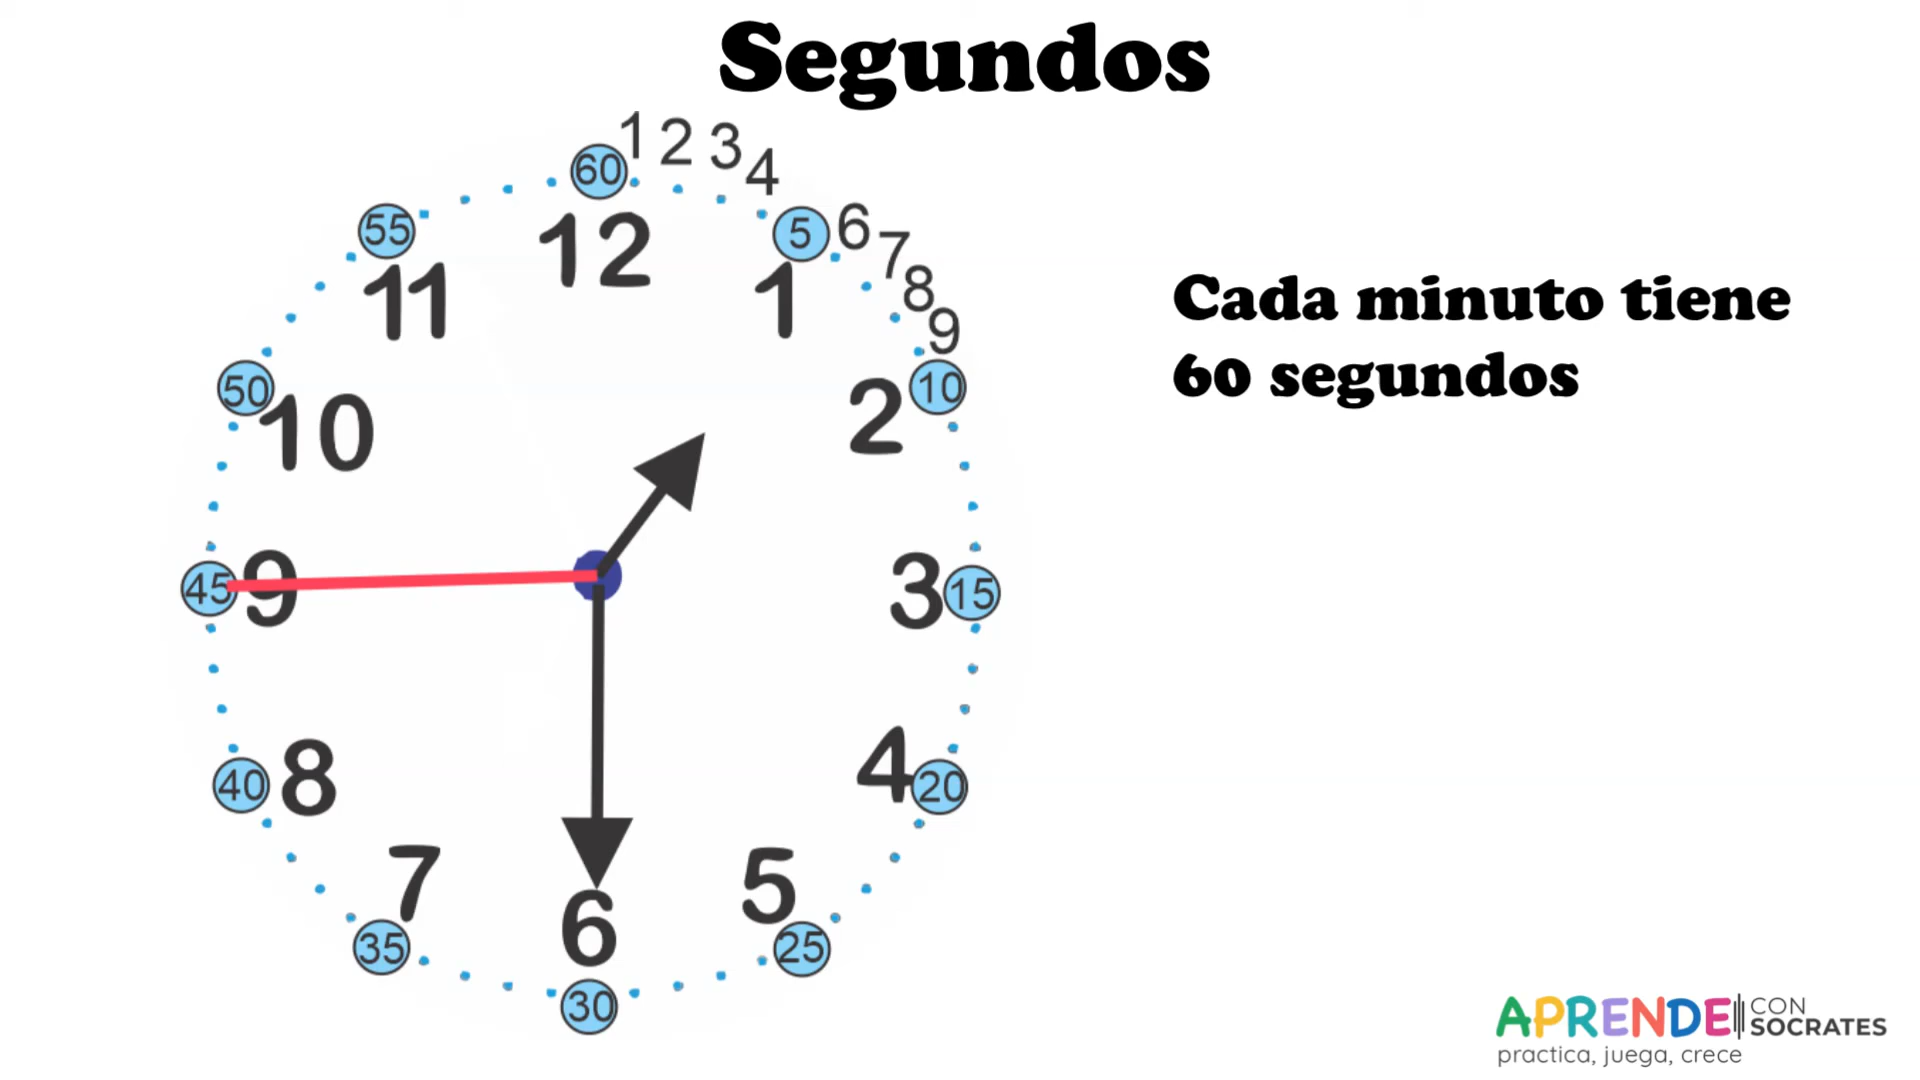 Segundos
1 2 3 4
60
5 6 7 8 9
55
12
11
1
Cada minuto tiene
60 segundos
50
10
2
10
45
9
3
15
40
8
4
20
7
5
6
35
25
30
APRENDE CON
SOCRATES
practica, juega, crece